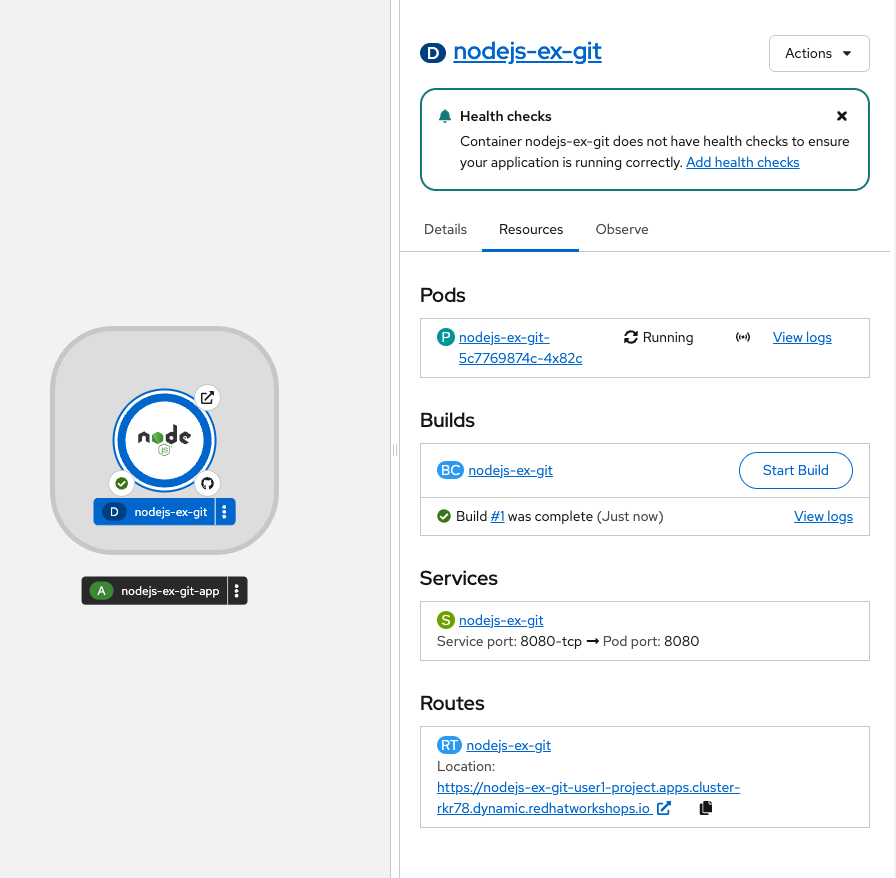 node
JS
D nodejs-ex-git
A nodejs-ex-git-app
D nodejs-ex-git
Actions
Health checks
Container nodejs-ex-git does not have health checks to ensure
your application is running correctly. Add health checks
Details Resources Observe
Pods
P nodejs-ex-git- Running View logs
5c7769874c-4x82c
Builds
BC nodejs-ex-git Start Build
Build #1 was complete (Just now) View logs
Services
S nodejs-ex-git
Service port: 8080-tcp → Pod port: 8080
Routes
RT nodejs-ex-git
Location:
https://nodejs-ex-git-user1-project.apps.cluster-
rkr78.dynamic.redhatworkshops.io